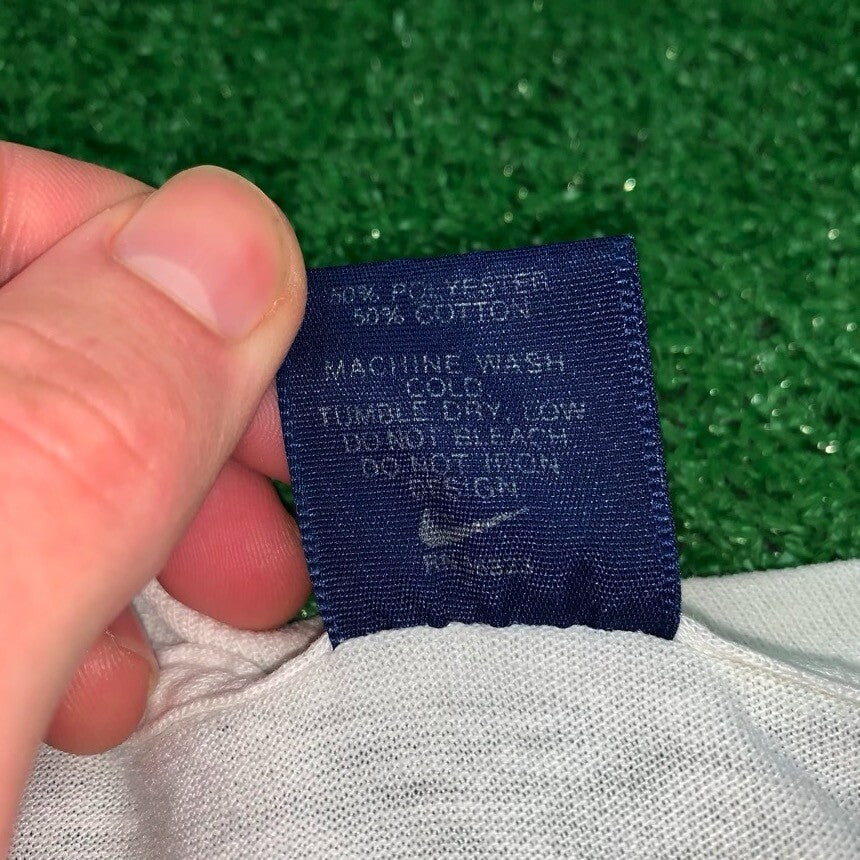 50% POLYESTER
50% COTTON
MACHINE WASH
COLD
TUMBLE DRY, LOW
DO NOT BLEACH
DO NOT IRON
DESIGN